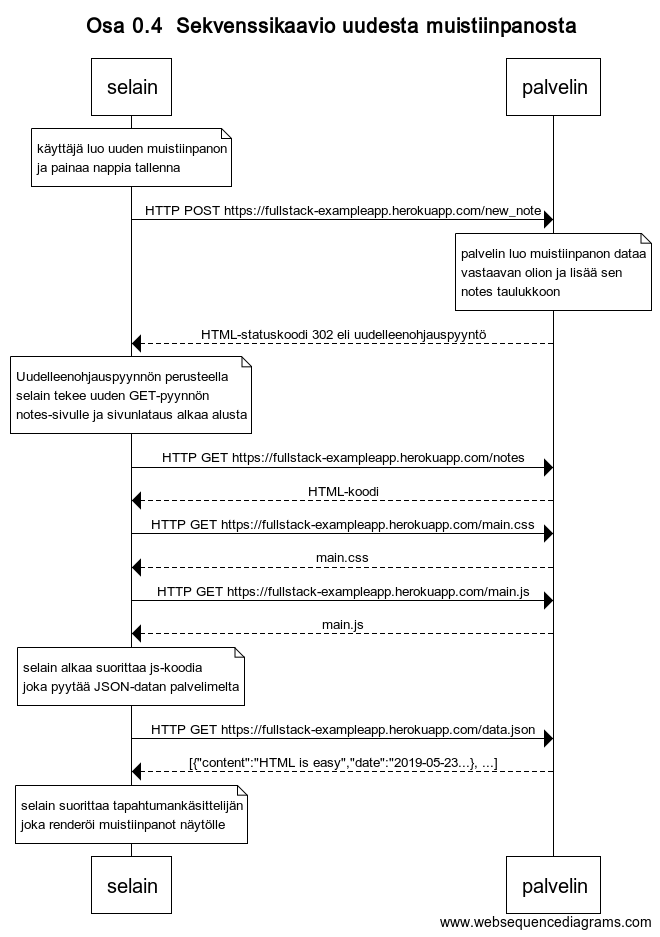 Osa 0.4  Sekvenssikaavio uudesta muistiinpanosta
selain
palvelin
käyttäjä luo uuden muistiinpanon
ja painaa nappia tallenna
HTTP POST https://fullstack-exampleapp.herokuapp.com/new_note
palvelin luo muistiinpanon dataa
vastaavan olion ja lisää sen
notes taulukkoon
HTML-statuskoodi 302 eli uudelleenohjauspyyntö
Uudelleenohjauspyynnön perusteella
selain tekee uuden GET-pyynnön
notes-sivulle ja sivunlataus alkaa alusta
HTTP GET https://fullstack-exampleapp.herokuapp.com/notes
HTML-koodi
HTTP GET https://fullstack-exampleapp.herokuapp.com/main.css
main.css
HTTP GET https://fullstack-exampleapp.herokuapp.com/main.js
main.js
selain alkaa suorittaa js-koodia
joka pyytää JSON-datan palvelimelta
HTTP GET https://fullstack-exampleapp.herokuapp.com/data.json
[{"content":"HTML is easy","date":"2019-05-23...}, ...]
selain suorittaa tapahtumankäsittelijän
joka renderöi muistiinpanot näytölle
selain
palvelin
www.websequencediagrams.com